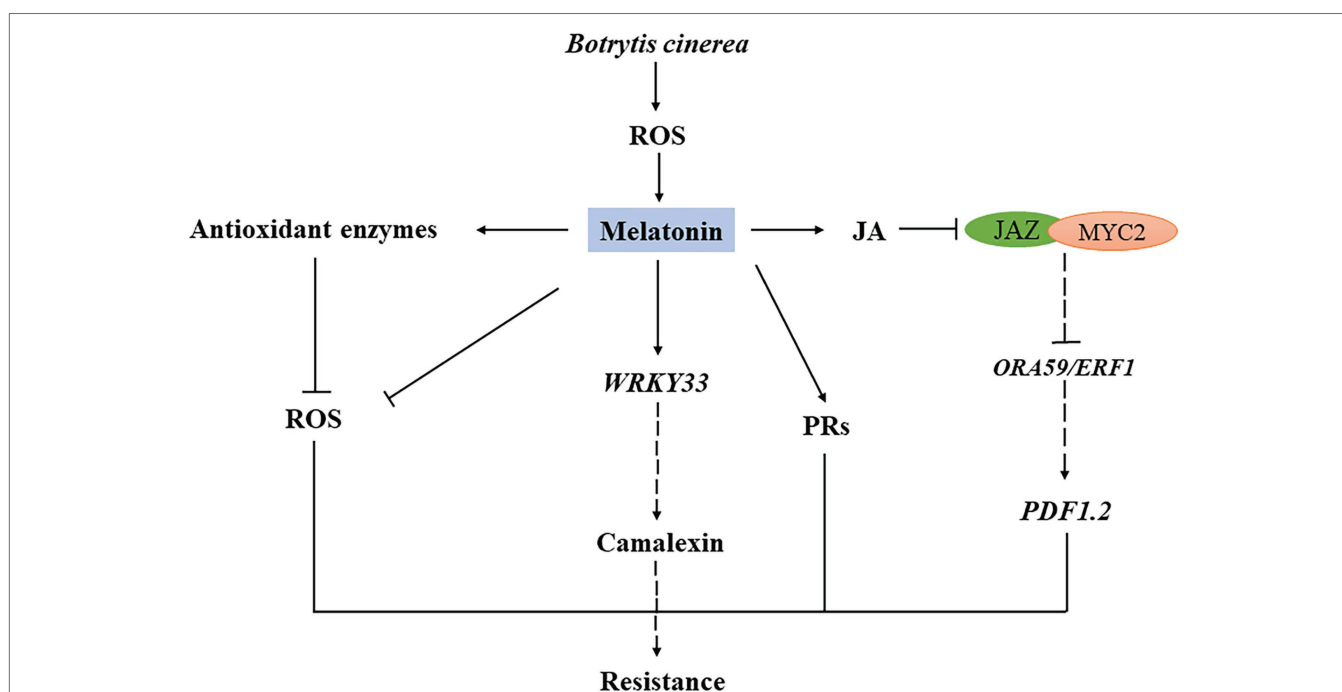 Botrytis cinerea
ROS
Antioxidant enzymes
Melatonin
JA
JAZ
MYC2
WRKY33
ORA59/ERF1
ROS
PRs
PDF1.2
Camalexin
Resistance